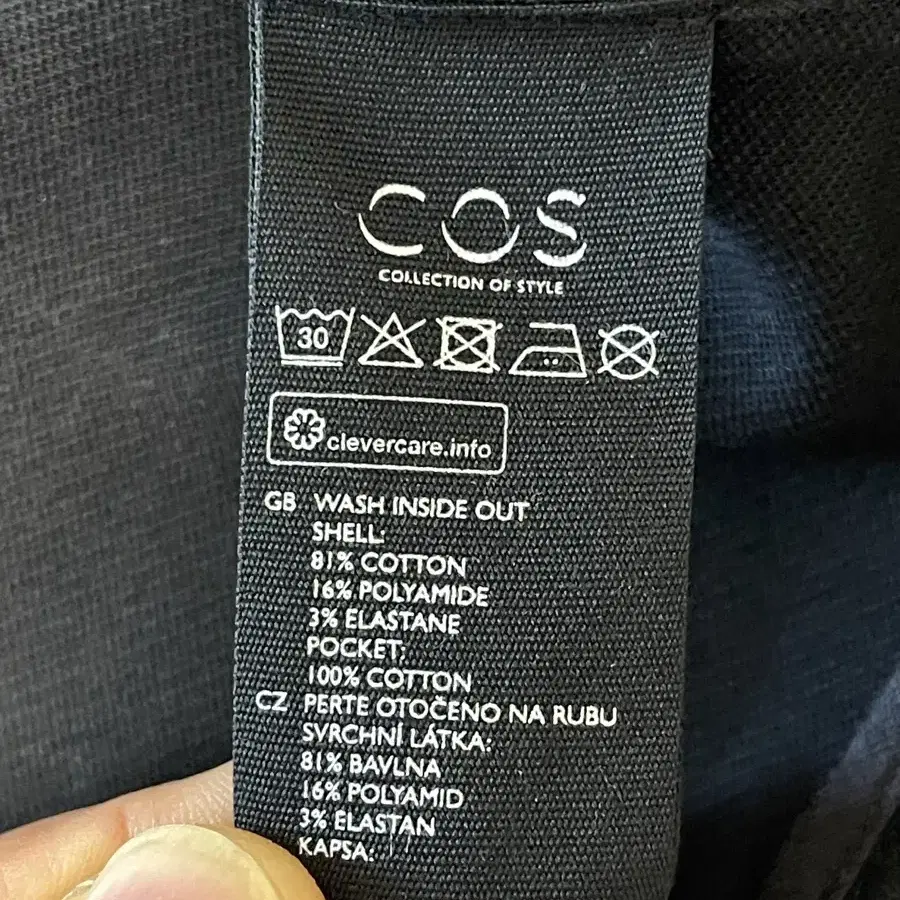 COS
COLLECTION OF STYLE
30
clevercare.info
GB WASH INSIDE OUT
SHELL:
81% COTTON
16% POLYAMIDE
3% ELASTANE
POCKET:
100% COTTON
CZ PERTE OTOČENO NA RUBU
SVRCHNÍ LÁTKA:
81% BAVLNA
16% POLYAMID
3% ELASTAN
KAPSA: